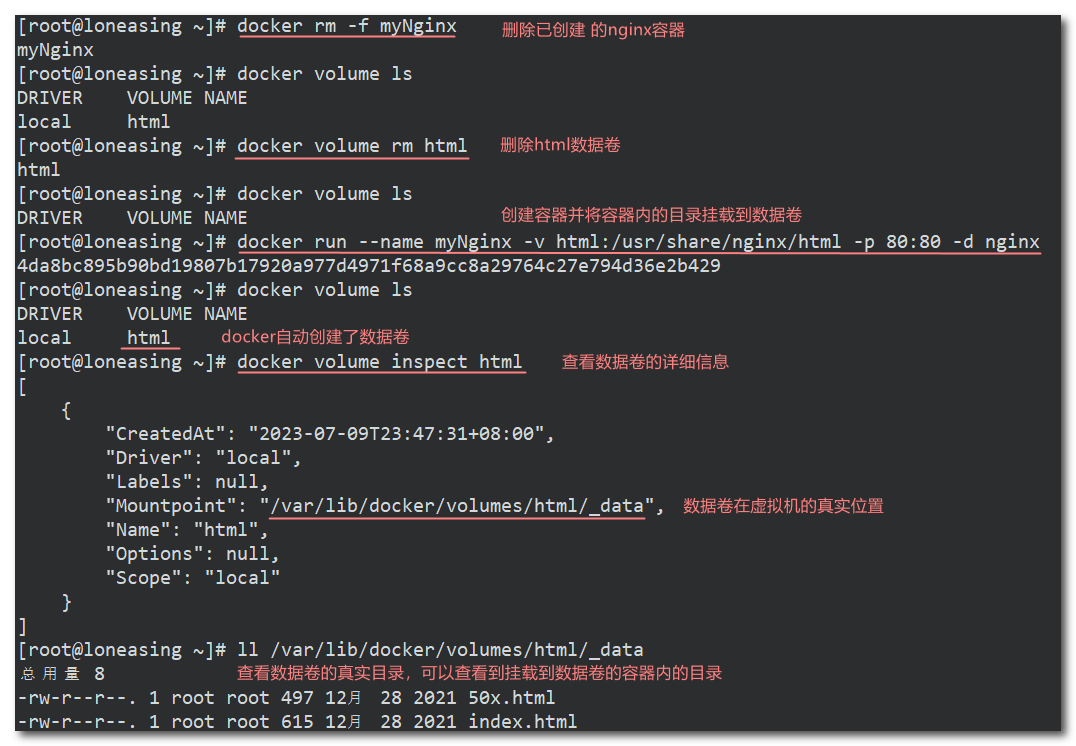 [root@loneasing ~]# docker rm -f myNginx 删除已创建 的nginx容器
myNginx
[root@loneasing ~]# docker volume ls
DRIVER    VOLUME NAME
local     html
[root@loneasing ~]# docker volume rm html 删除html数据卷
html
[root@loneasing ~]# docker volume ls
DRIVER    VOLUME NAME 创建容器并将容器内的目录挂载到数据卷
[root@loneasing ~]# docker run --name myNginx -v html:/usr/share/nginx/html -p 80:80 -d nginx
4da8bc895b90bd19807b17920a977d4971f68a9cc8a29764c27e794d36e2b429
[root@loneasing ~]# docker volume ls
DRIVER    VOLUME NAME
local     html docker自动创建了数据卷
[root@loneasing ~]# docker volume inspect html 查看数据卷的详细信息
[
    {
        "CreatedAt": "2023-07-09T23:47:31+08:00",
        "Driver": "local",
        "Labels": null,
        "Mountpoint": "/var/lib/docker/volumes/html/_data", 数据卷在虚拟机的真实位置
        "Name": "html",
        "Options": null,
        "Scope": "local"
    }
]
[root@loneasing ~]# ll /var/lib/docker/volumes/html/_data
总用量 8 查看数据卷的真实目录，可以查看到挂载到数据卷的容器内的目录
-rw-r--r--. 1 root root 497 12月  28 2021 50x.html
-rw-r--r--. 1 root root 615 12月  28 2021 index.html